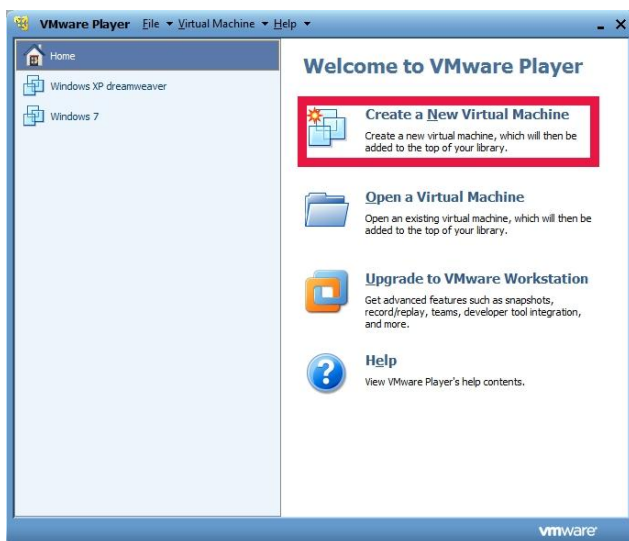 VMware Player File Virtual Machine Help
Home
Windows XP dreamweaver
Windows 7
Welcome to VMware Player
Create a New Virtual Machine
Create a new virtual machine, which will then be
added to the top of your library.
Open a Virtual Machine
Open an existing virtual machine, which will then be
added to the top of your library.
Upgrade to VMware Workstation
Get advanced features such as snapshots,
record/replay, teams, developer tool integration,
and more.
Help
View VMware Player's help contents.
vmware